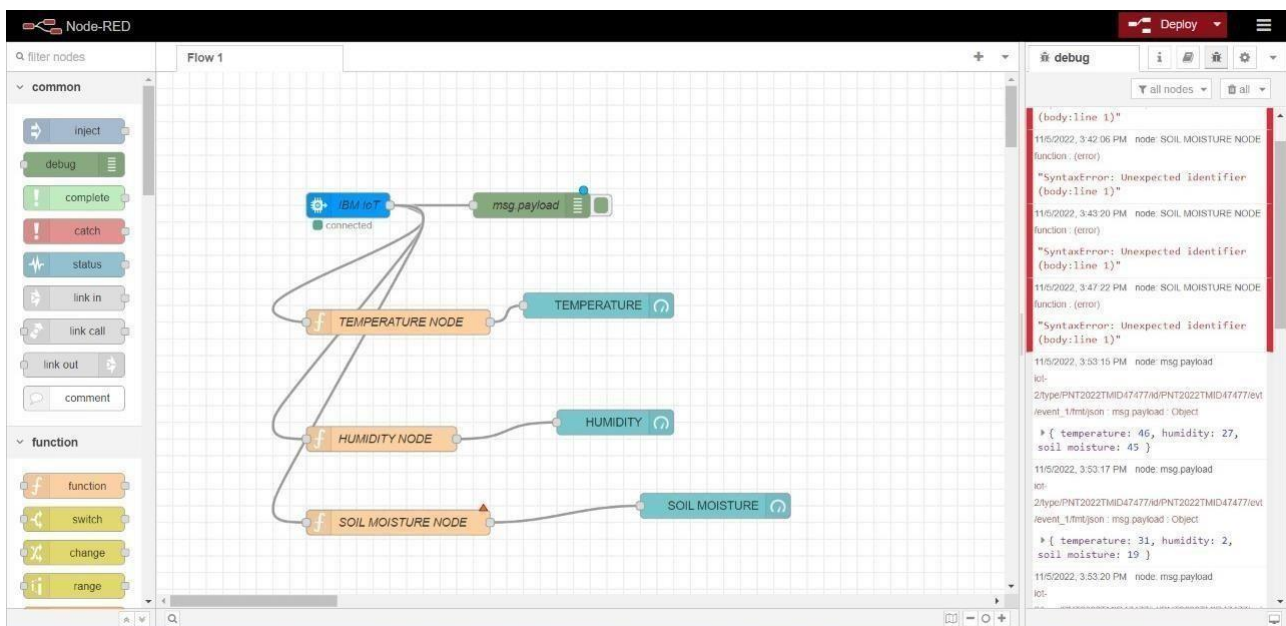 Node-RED
Deploy
filter nodes
Flow 1
debug
i
all nodes
all
common
inject
debug
complete
catch
status
link in
link call
link out
comment
function
function
switch
change
range
IBM IoT
connected
msg.payload
TEMPERATURE NODE
TEMPERATURE
HUMIDITY NODE
HUMIDITY
SOIL MOISTURE NODE
SOIL MOISTURE
(body:line 1)"
11/5/2022, 3:42:06 PM node: SOIL MOISTURE NODE
function : (error)
"SyntaxError: Unexpected identifier
(body:line 1)"
11/5/2022, 3:43:20 PM node: SOIL MOISTURE NODE
function : (error)
"SyntaxError: Unexpected identifier
(body:line 1)"
11/5/2022, 3:47:22 PM node: SOIL MOISTURE NODE
function : (error)
"SyntaxError: Unexpected identifier
(body:line 1)"
11/5/2022, 3:53:15 PM node: msg.payload
iot-
2/type/PNT2022TMID47477/id/PNT2022TMID47477/evt
/event_1/fmt/json : msg.payload : Object
{ temperature: 46, humidity: 27,
soil moisture: 45 }
11/5/2022, 3:53:17 PM node: msg.payload
iot-
2/type/PNT2022TMID47477/id/PNT2022TMID47477/evt
/event_1/fmt/json : msg.payload : Object
{ temperature: 31, humidity: 2,
soil moisture: 19 }
11/5/2022, 3:53:20 PM node: msg.payload
iot-